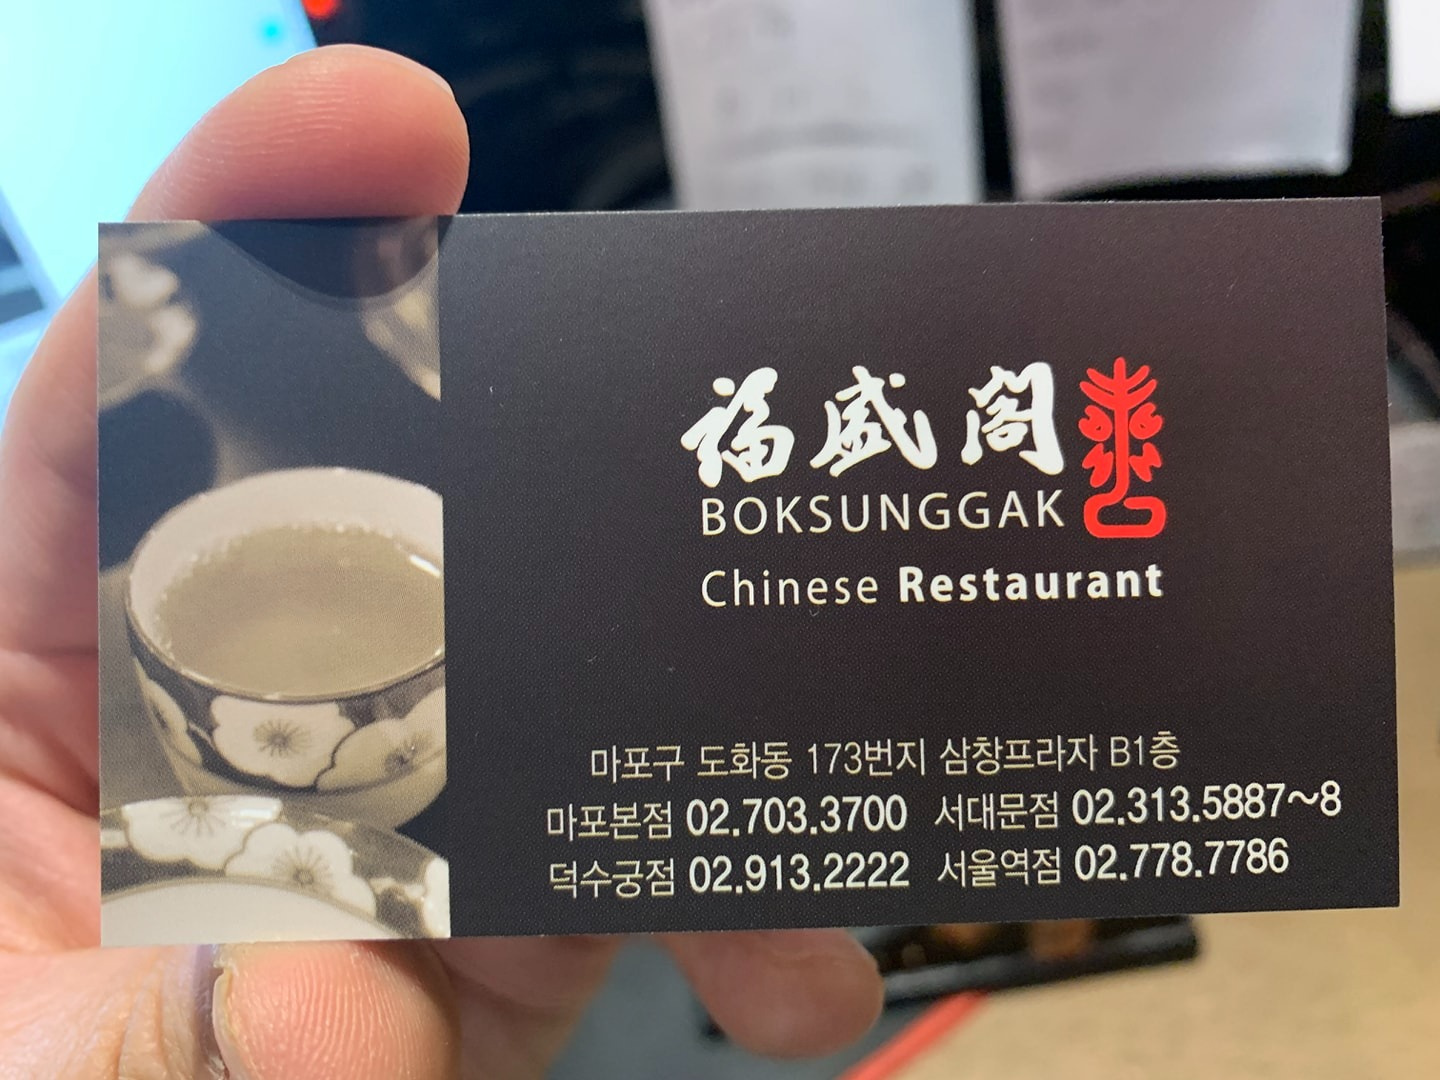 福盛閣
BOKSUNGGAK
Chinese Restaurant
마포구 도화동 173번지 삼창프라자 B1층
마포본점 02.703.3700 서대문점 02.313.5887~8
덕수궁점 02.913.2222 서울역점 02.778.7786